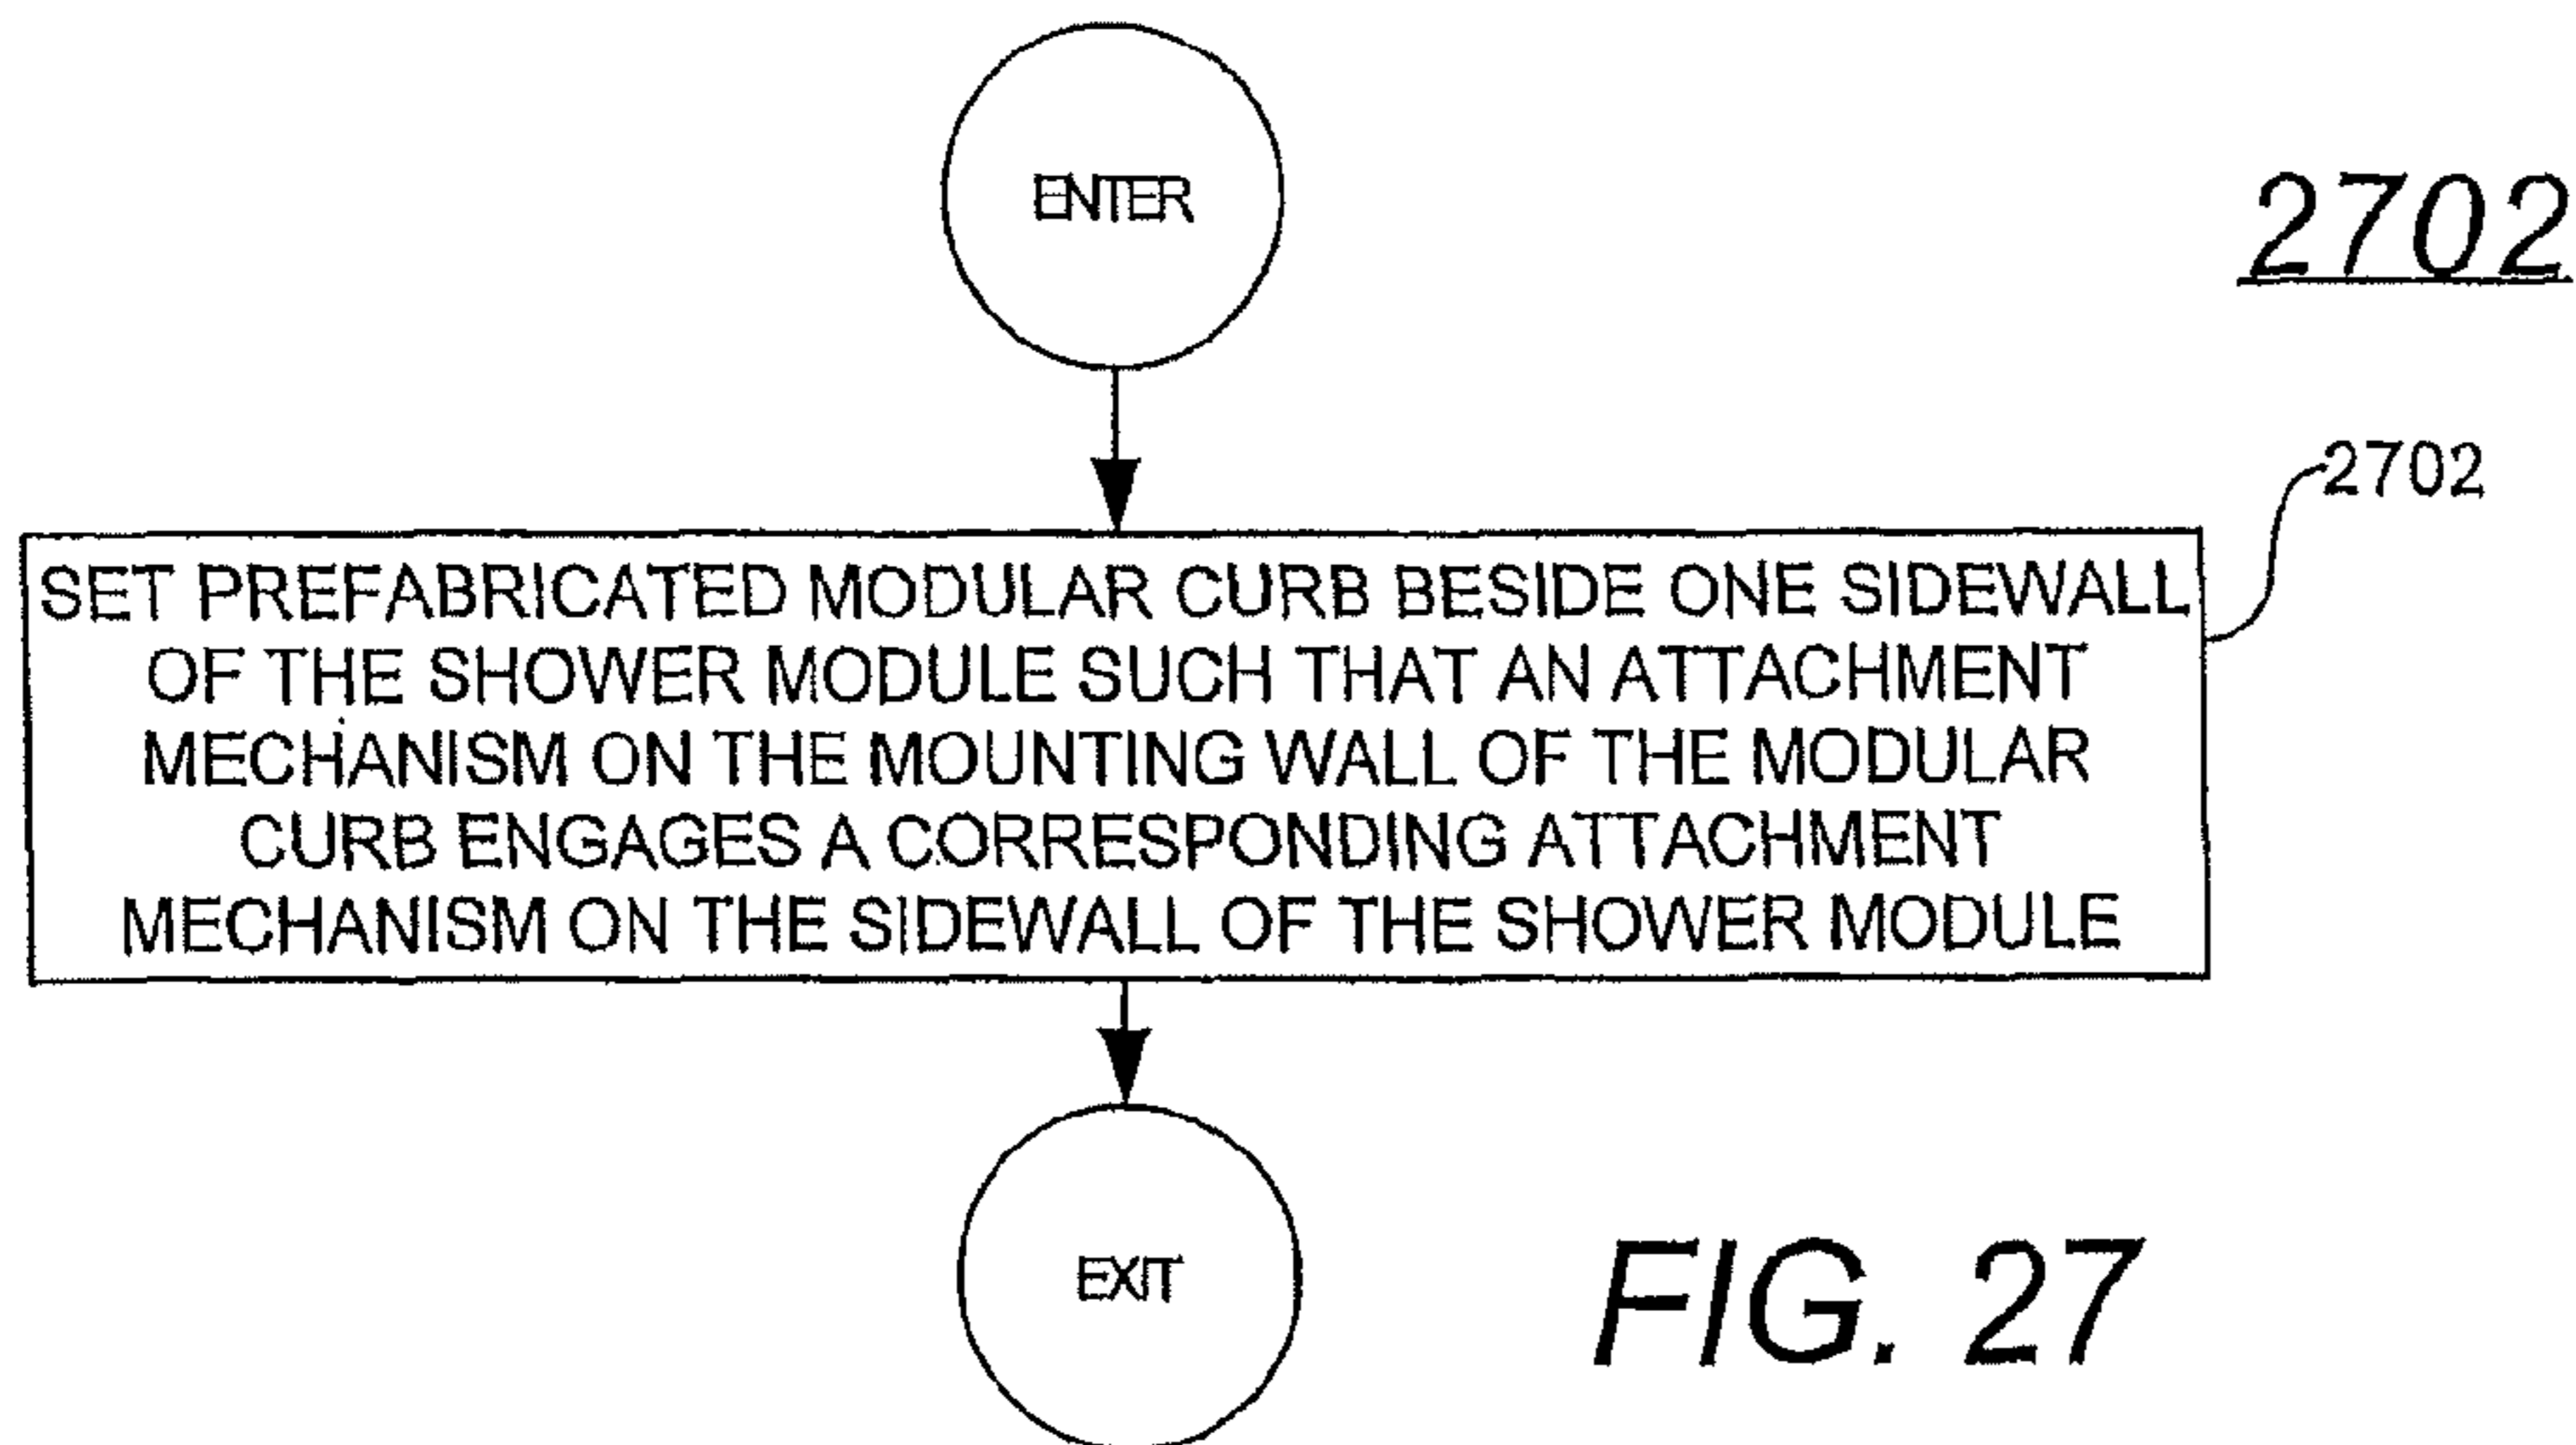 ENTER
2702
2702
SET PREFABRICATED MODULAR CURB BESIDE ONE SIDEWALL
OF THE SHOWER MODULE SUCH THAT AN ATTACHMENT
MECHANISM ON THE MOUNTING WALL OF THE MODULAR
CURB ENGAGES A CORRESPONDING ATTACHMENT
MECHANISM ON THE SIDEWALL OF THE SHOWER MODULE
EXIT
FIG. 27